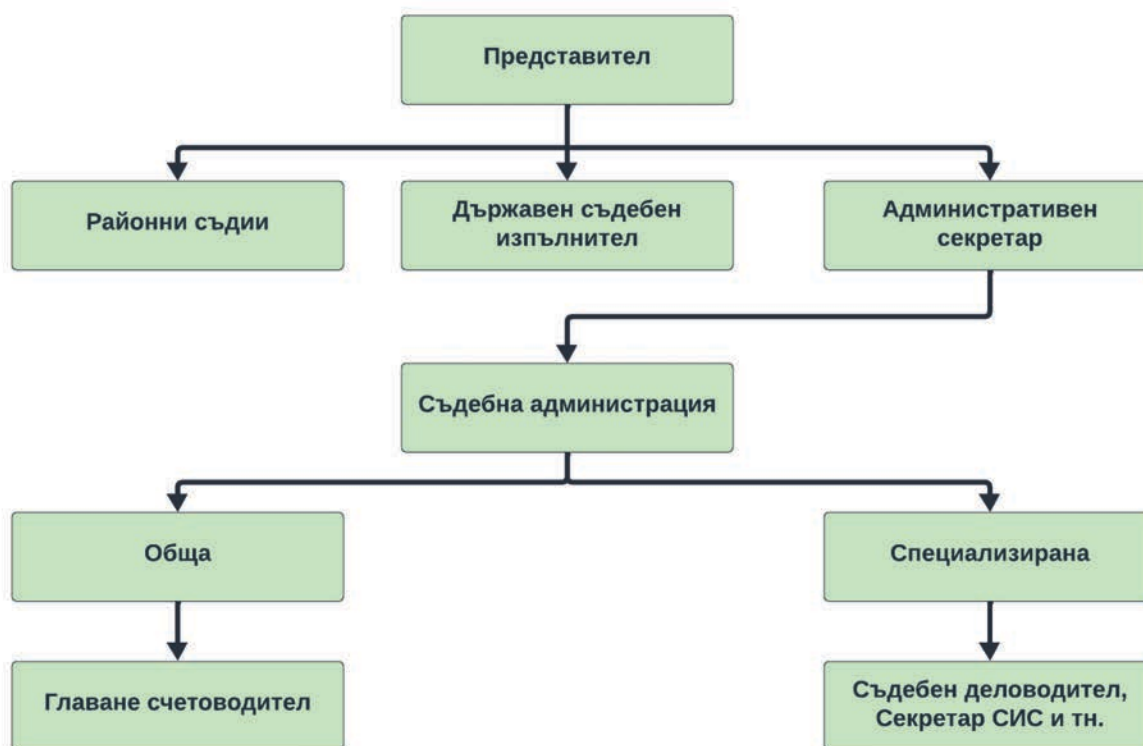 Представител
Районни съдии
Държавен съдебен
изпълнител
Административен
секретар
Съдебна администрация
Обща
Специализирана
Главане счетоводител
Съдебен деловодител,
Секретар СИС и тн.